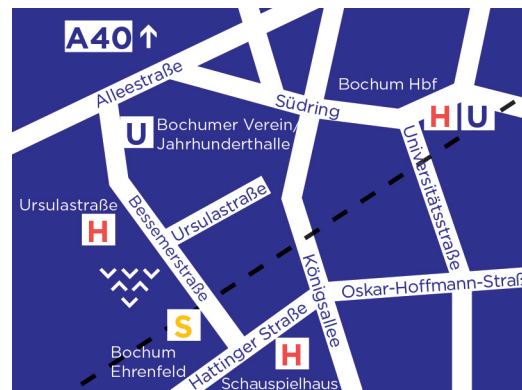 A40
Alleestraße
Südring
Bochum Hbf
H U
U
Bochumer Verein/
Jahrhunderthalle
Universitätsstraße
Ursulastraße
H
Bessemerstraße
Ursulastraße
Königsallee
Oskar-Hoffmann-Straß
S
Bochum
Ehrenfeld
Hattinger Straße
H
Schauspielhaus